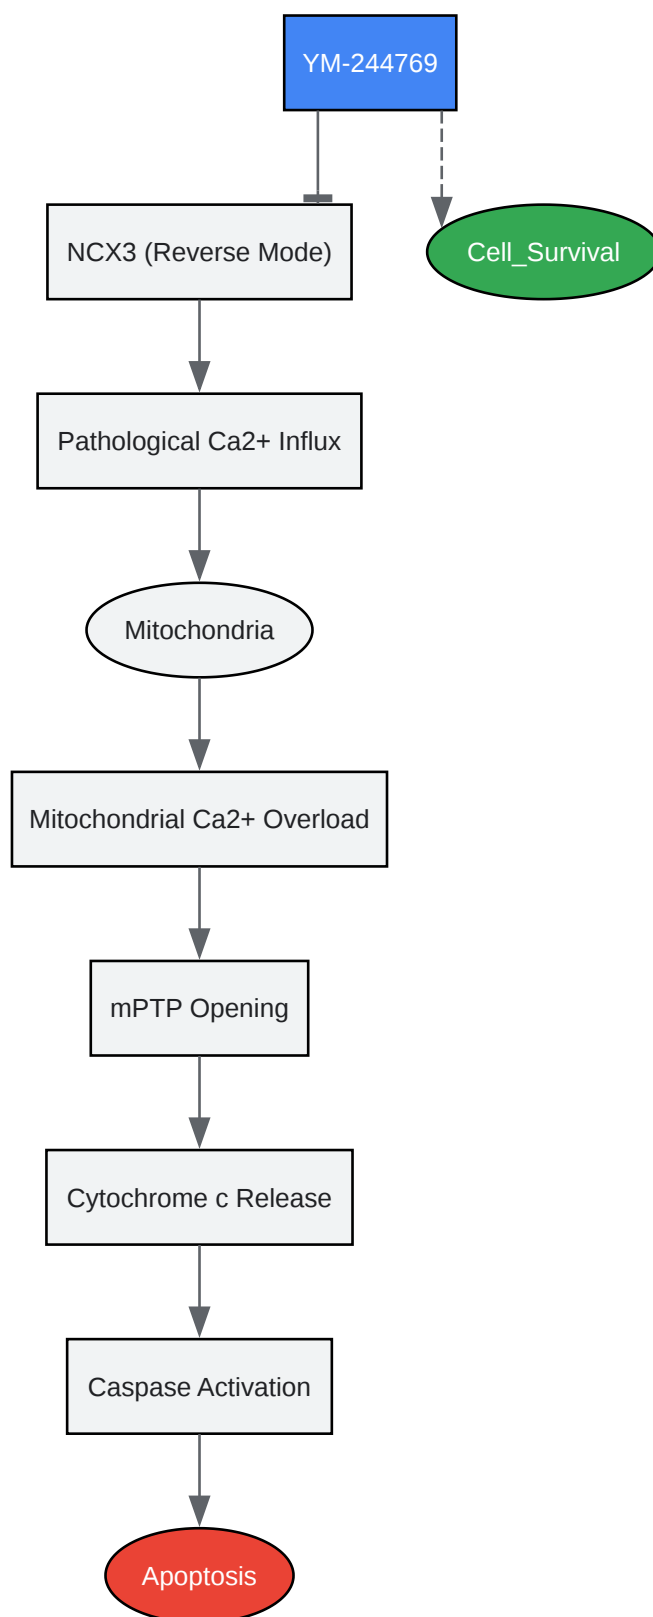 YM-244769
NCX3 (Reverse Mode)
Cell_Survival
Pathological Ca2+ Influx
Mitochondria
Mitochondrial Ca2+ Overload
mPTP Opening
Cytochrome c Release
Caspase Activation
Apoptosis